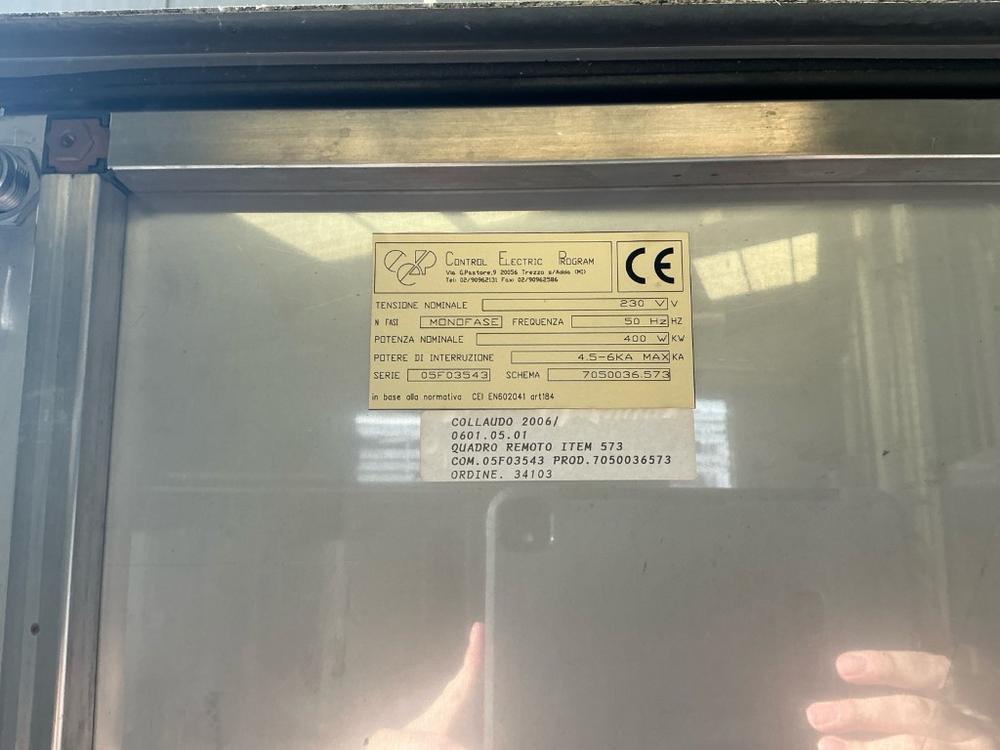 CEP CONTROL ELECTRIC PROGRAM
Via G.Pastore,9 20056 Trezzo s/Adda (MI)
Tel: 02/90962131 Fax: 02/90962586
CE
TENSIONE NOMINALE 230 V V
N FASI MONOFASE FREQUENZA 50 Hz HZ
POTENZA NOMINALE 400 W KW
POTERE DI INTERRUZIONE 4.5-6KA MAX KA
SERIE 05F03543 SCHEMA 7050036.573
in base alla normativa CEI EN602041 art184
COLLAUDO 2006/
0601.05.01
QUADRO REMOTO ITEM 573
COM.05F03543 PROD.7050036573
ORDINE. 34103